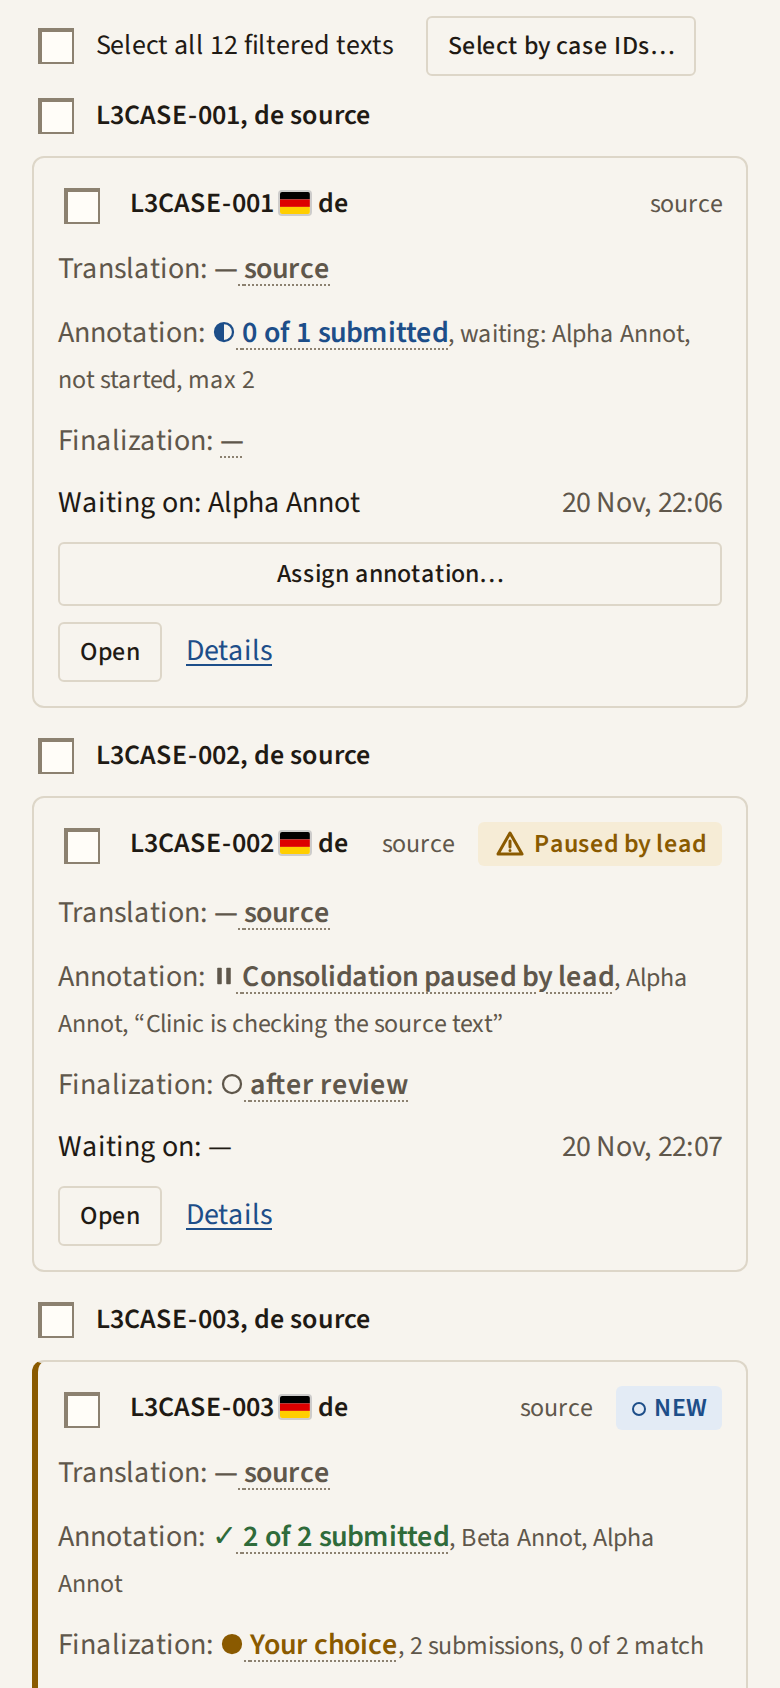 Select all 12 filtered texts
Select by case IDs…
L3CASE-001, de source
L3CASE-001 de
source
Translation: — source
Annotation: 0 of 1 submitted, waiting: Alpha Annot,
not started, max 2
Finalization: —
Waiting on: Alpha Annot
20 Nov, 22:06
Assign annotation…
Open
Details
L3CASE-002, de source
L3CASE-002 de
source
Paused by lead
Translation: — source
Annotation: Consolidation paused by lead, Alpha
Annot, “Clinic is checking the source text”
Finalization: after review
Waiting on: —
20 Nov, 22:07
Open
Details
L3CASE-003, de source
L3CASE-003 de
source
NEW
Translation: — source
Annotation: ✓ 2 of 2 submitted, Beta Annot, Alpha
Annot
Finalization: Your choice, 2 submissions, 0 of 2 match